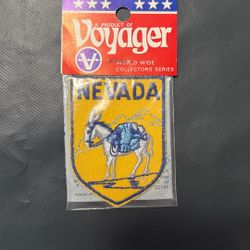 A PRODUCT OF
Voyager
V
WORLD WIDE
COLLECTORS SERIES
NEVADA